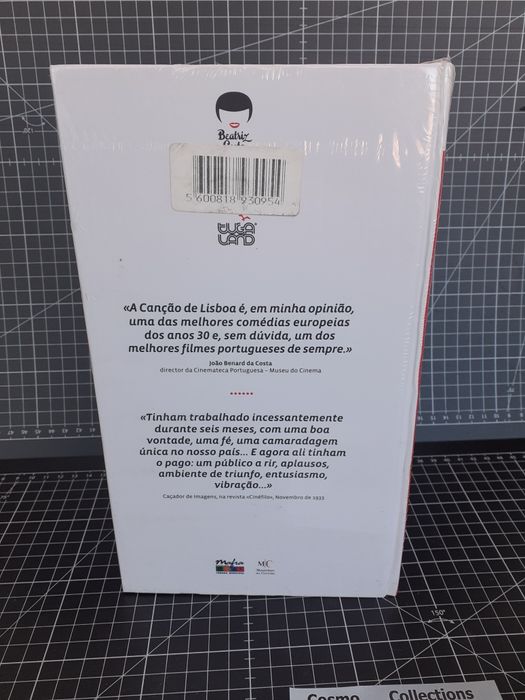 Beatriz
5 600818 930954
TUGA
LAND
«A Canção de Lisboa é, em minha opinião,
uma das melhores comédias europeias
dos anos 30 e, sem dúvida, um dos
melhores filmes portugueses de sempre.»
João Benard da Costa
director da Cinemateca Portuguesa – Museu do Cinema
«Tinham trabalhado incessantemente
durante seis meses, com uma boa
vontade, uma fé, uma camaradagem
única no nosso país... E agora ali tinham
o pago: um público a rir, aplausos,
ambiente de triunfo, entusiasmo,
vibração...»
Caçador de Imagens, na revista «Cinéfilo», Novembro de 1933
Mafra
MC
150°
Cosmo Collections